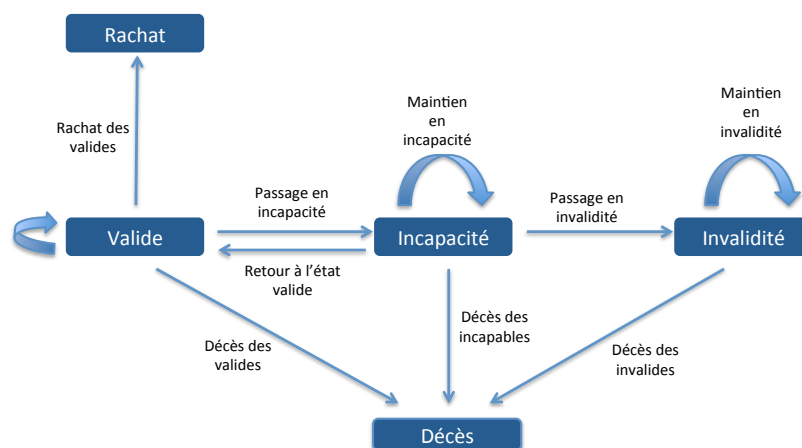 Rachat
Maintien
en
incapacité
Maintien
en
invalidité
Rachat des
valides
Passage en
incapacité
Passage en
invalidité
Valide
Incapacité
Invalidité
Retour à l'état
valide
Décès des
incapables
Décès des
valides
Décès des
invalides
Décès